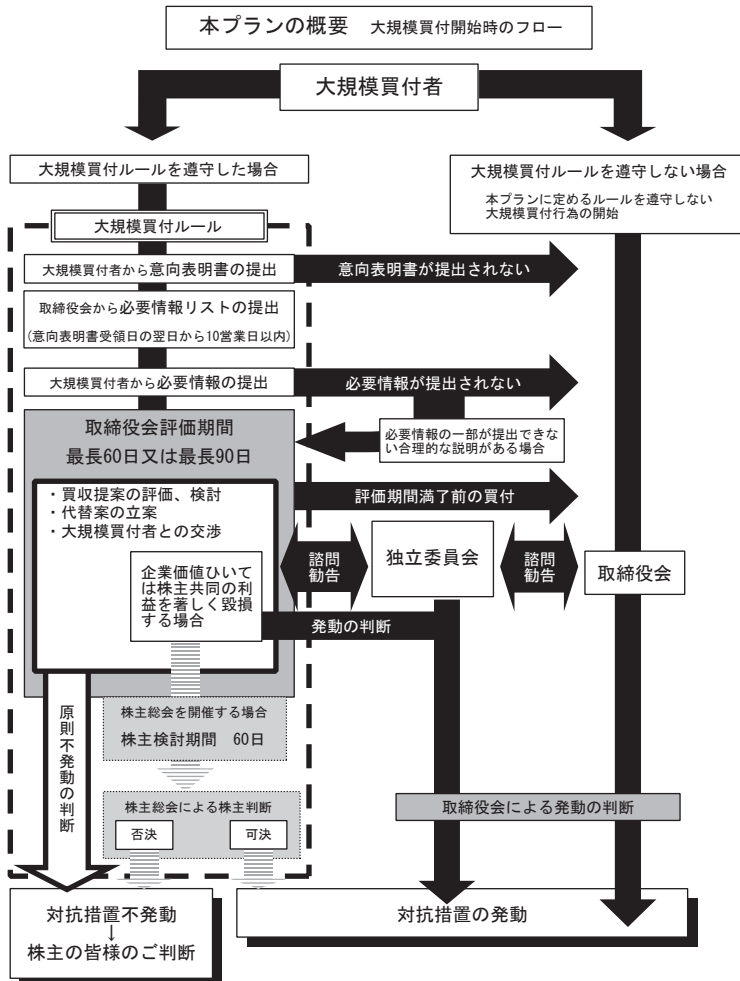 本プランの概要 大規模買付開始時のフロー
大規模買付者
大規模買付ルールを遵守した場合
大規模買付ルールを遵守しない場合
本プランに定めるルールを遵守しない
大規模買付行為の開始
大規模買付ルール
大規模買付者から意向表明書の提出
意向表明書が提出されない
取締役会から必要情報リストの提出
(意向表明書受領日の翌日から10営業日以内)
大規模買付者から必要情報の提出
必要情報が提出されない
取締役会評価期間
最長60日又は最長90日
必要情報の一部が提出できな
い合理的な説明がある場合
・買収提案の評価、検討
・代替案の立案
・大規模買付者との交渉
評価期間満了前の買付
企業価値ひいて
は株主共同の利
益を著しく毀損
する場合
諮問
勧告
独立委員会
諮問
勧告
取締役会
発動の判断
原則不発動の判断
株主総会を開催する場合
株主検討期間 60日
株主総会による株主判断
否決
可決
取締役会による発動の判断
対抗措置不発動
↓
株主の皆様のご判断
対抗措置の発動